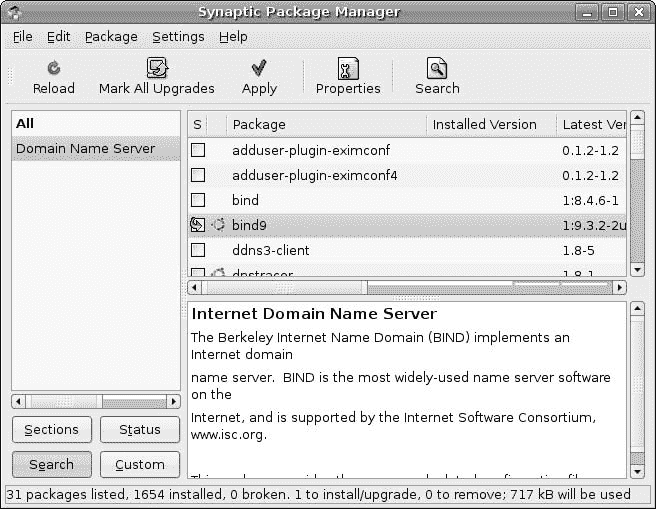 Synaptic Package Manager
File Edit Package Settings Help
Reload Mark All Upgrades Apply Properties Search
All
Domain Name Server
S Package Installed Version Latest Ver
adduser-plugin-eximconf 0.1.2-1.2
adduser-plugin-eximconf4 0.1.2-1.2
bind 1:8.4.6-1
bind9 1:9.3.2-2u
ddns3-client 1.8-5
dnstracer 1.8-1
Internet Domain Name Server
The Berkeley Internet Name Domain (BIND) implements an
Internet domain
name server. BIND is the most widely-used name server software
on the
Internet, and is supported by the Internet Software Consortium,
www.isc.org.
Sections Status
Search Custom
31 packages listed, 1654 installed, 0 broken. 1 to install/upgrade, 0 to remove; 717 kB will be used